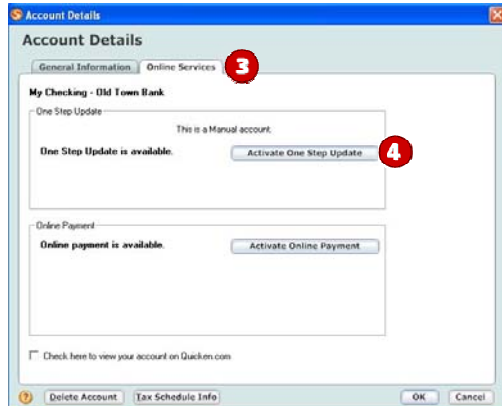 Account Details
Account Details
General Information Online Services 3
My Checking - Old Town Bank
One Step Update
This is a Manual account.
One Step Update is available. Activate One Step Update 4
Online Payment
Online payment is available. Activate Online Payment
Check here to view your account on Quicken.com
? Delete Account Tax Schedule Info OK Cancel